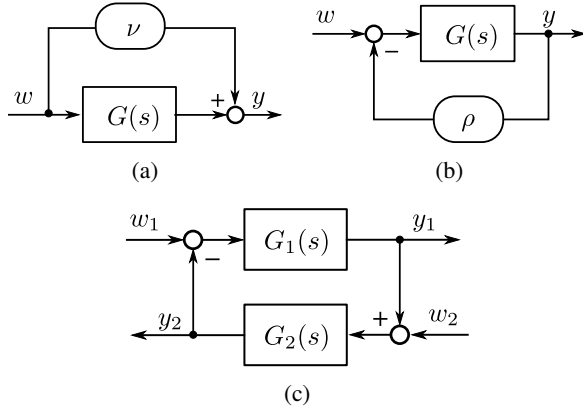 ν
w
G(s)
+
y
(a)
w
−
G(s)
y
ρ
(b)
w₁
−
G₁(s)
y₁
y₂
G₂(s)
+
w₂
(c)